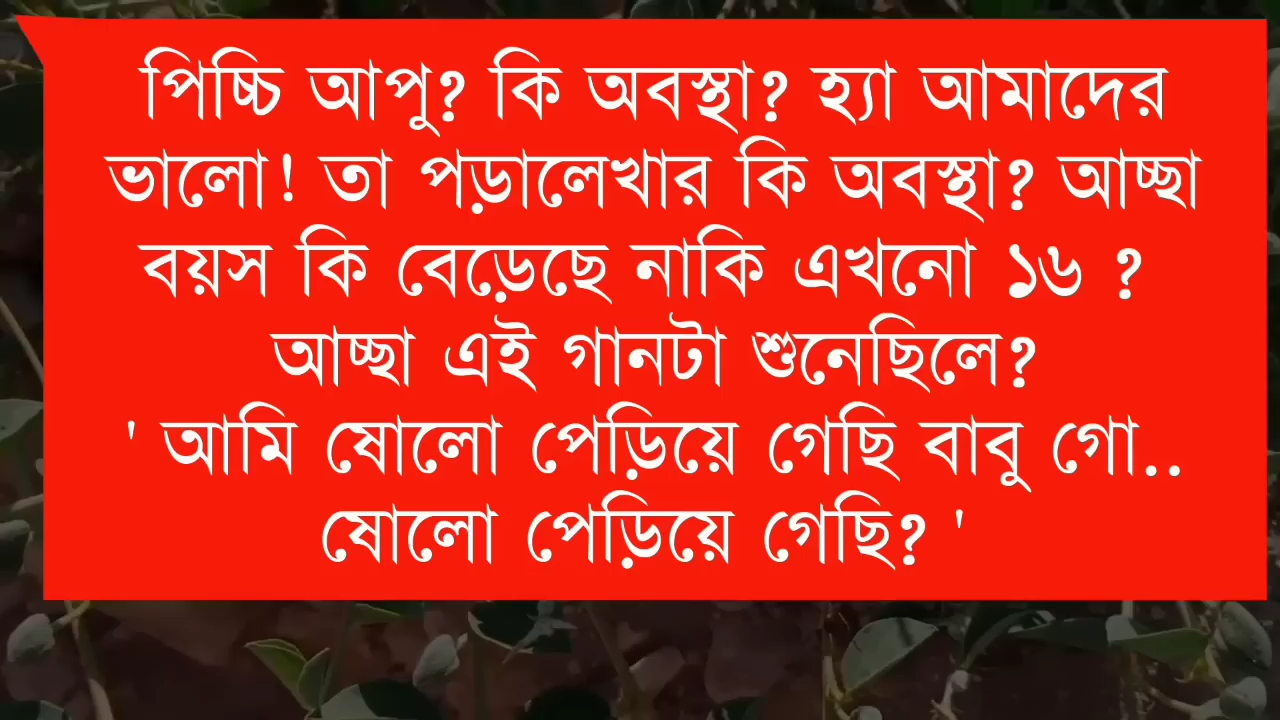 পিচ্চি আপু? কি অবস্থা? হ্যা আমাদের
ভালো! তা পড়ালেখার কি অবস্থা? আচ্ছা
বয়স কি বেড়েছে নাকি এখনো ১৬ ?
আচ্ছা এই গানটা শুনেছিলে?
' আমি ষোলো পেড়িয়ে গেছি বাবু গো..
ষোলো পেড়িয়ে গেছি? '